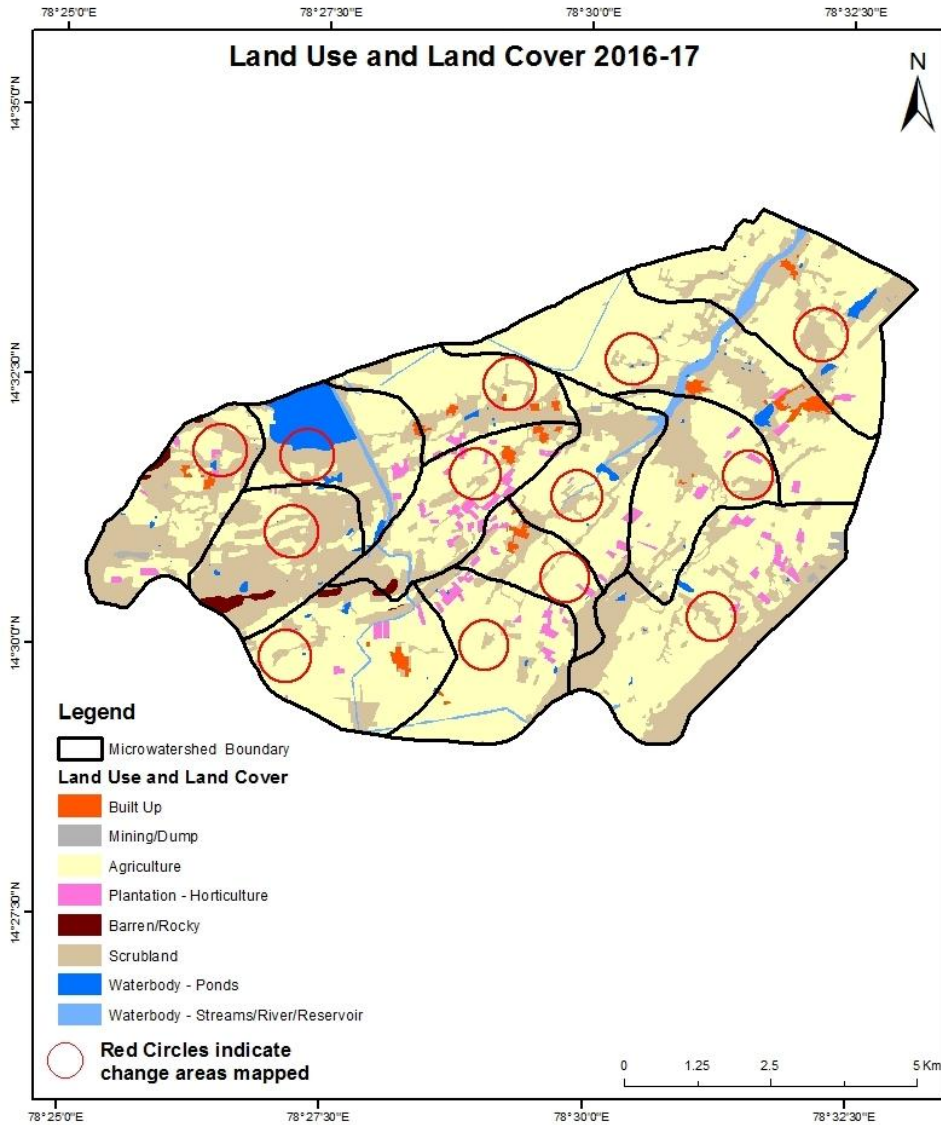 78°25'0"E 78°27'30"E 78°30'0"E 78°32'30"E
Land Use and Land Cover 2016-17
N
14°35'0"N
14°32'30"N
14°30'0"N
14°27'30"N
Legend
Microwatershed Boundary
Land Use and Land Cover
Built Up
Mining/Dump
Agriculture
Plantation - Horticulture
Barren/Rocky
Scrubland
Waterbody - Ponds
Waterbody - Streams/River/Reservoir
Red Circles indicate
change areas mapped
0 1.25 2.5 5 Km
78°25'0"E 78°27'30"E 78°30'0"E 78°32'30"E